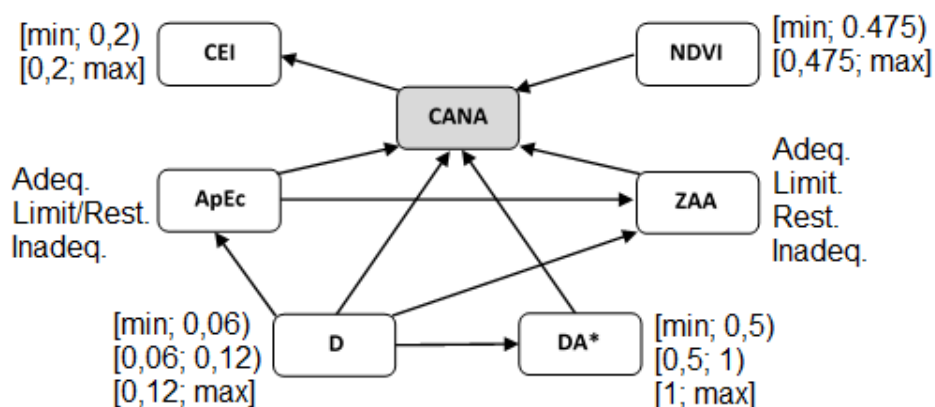 [min; 0,2)
[0,2; max]
CEI
NDVI
[min; 0.475)
[0,475; max]
CANA
Adeq.
Limit/Rest.
Inadeq.
ApEc
ZAA
Adeq.
Limit.
Rest.
Inadeq.
[min; 0,06)
[0,06; 0,12)
[0,12; max]
D
DA*
[min; 0,5)
[0,5; 1)
[1; max]